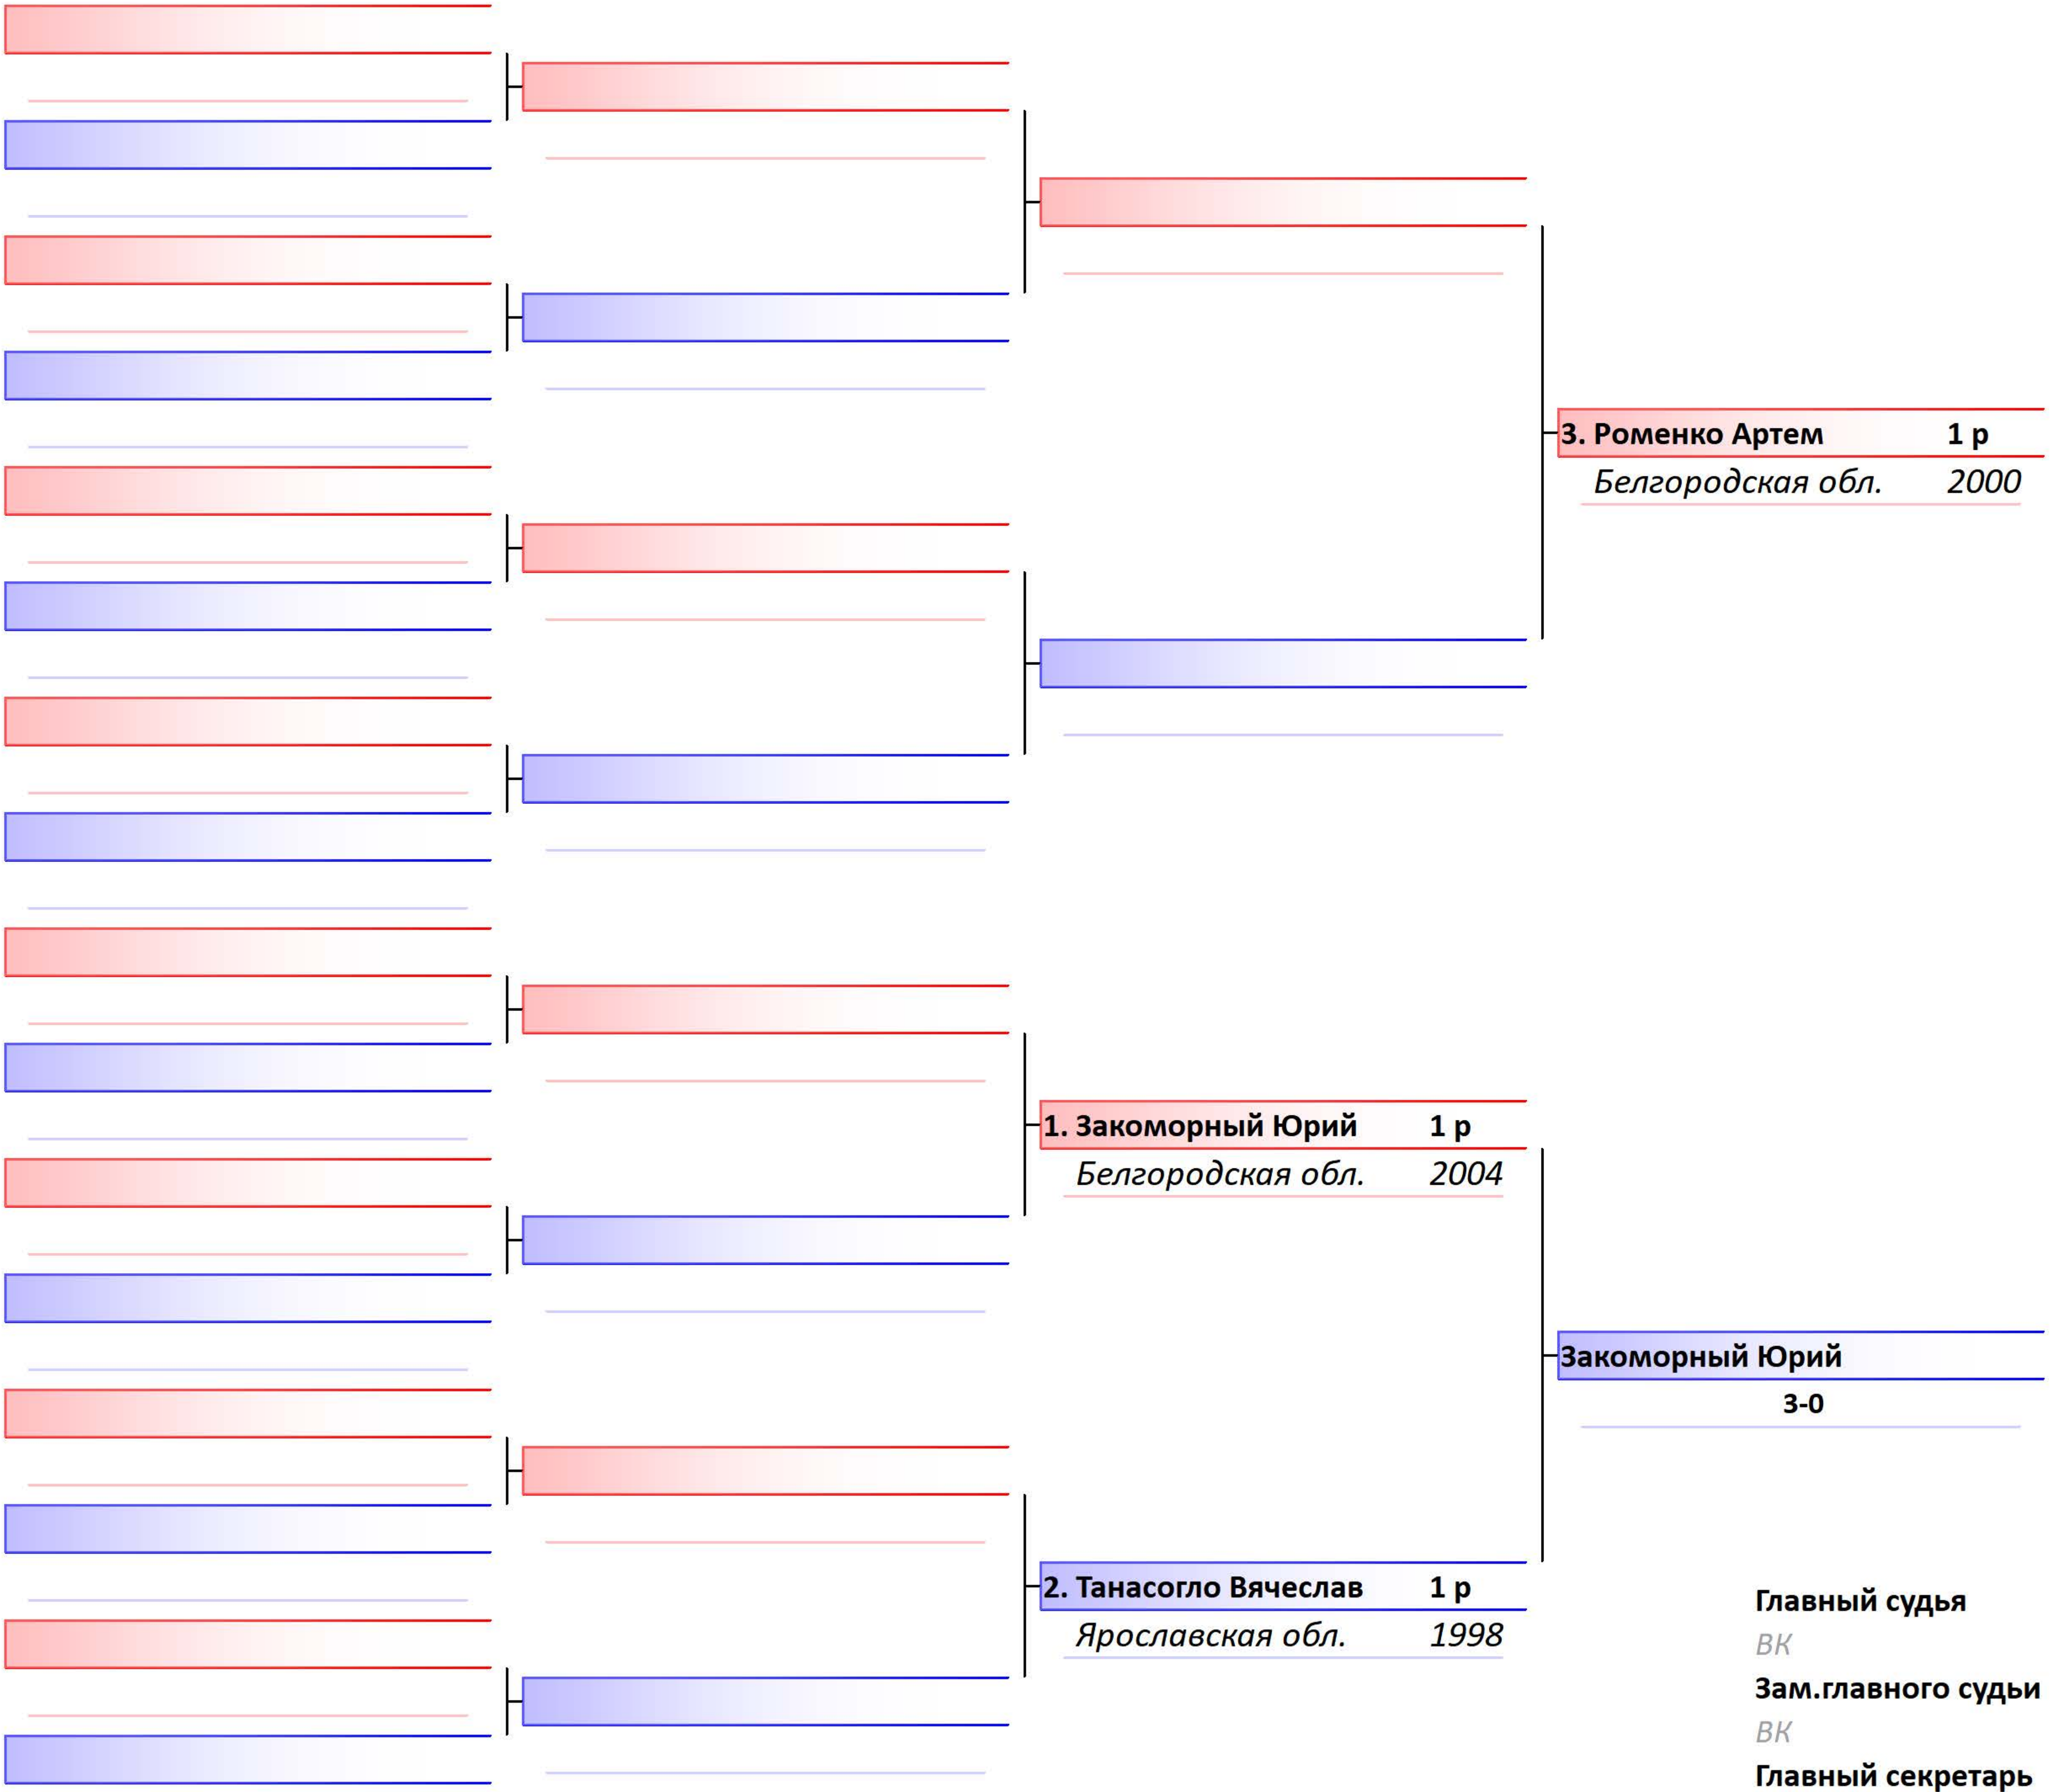 3. Роменко Артем 1 р
Белгородская обл. 2000
1. Закоморный Юрий 1 р
Белгородская обл. 2004
Закоморный Юрий
3-0
2. Танасогло Вячеслав 1 р
Ярославская обл. 1998
Главный судья
ВК
Зам.главного судьи
ВК
Главный секретарь